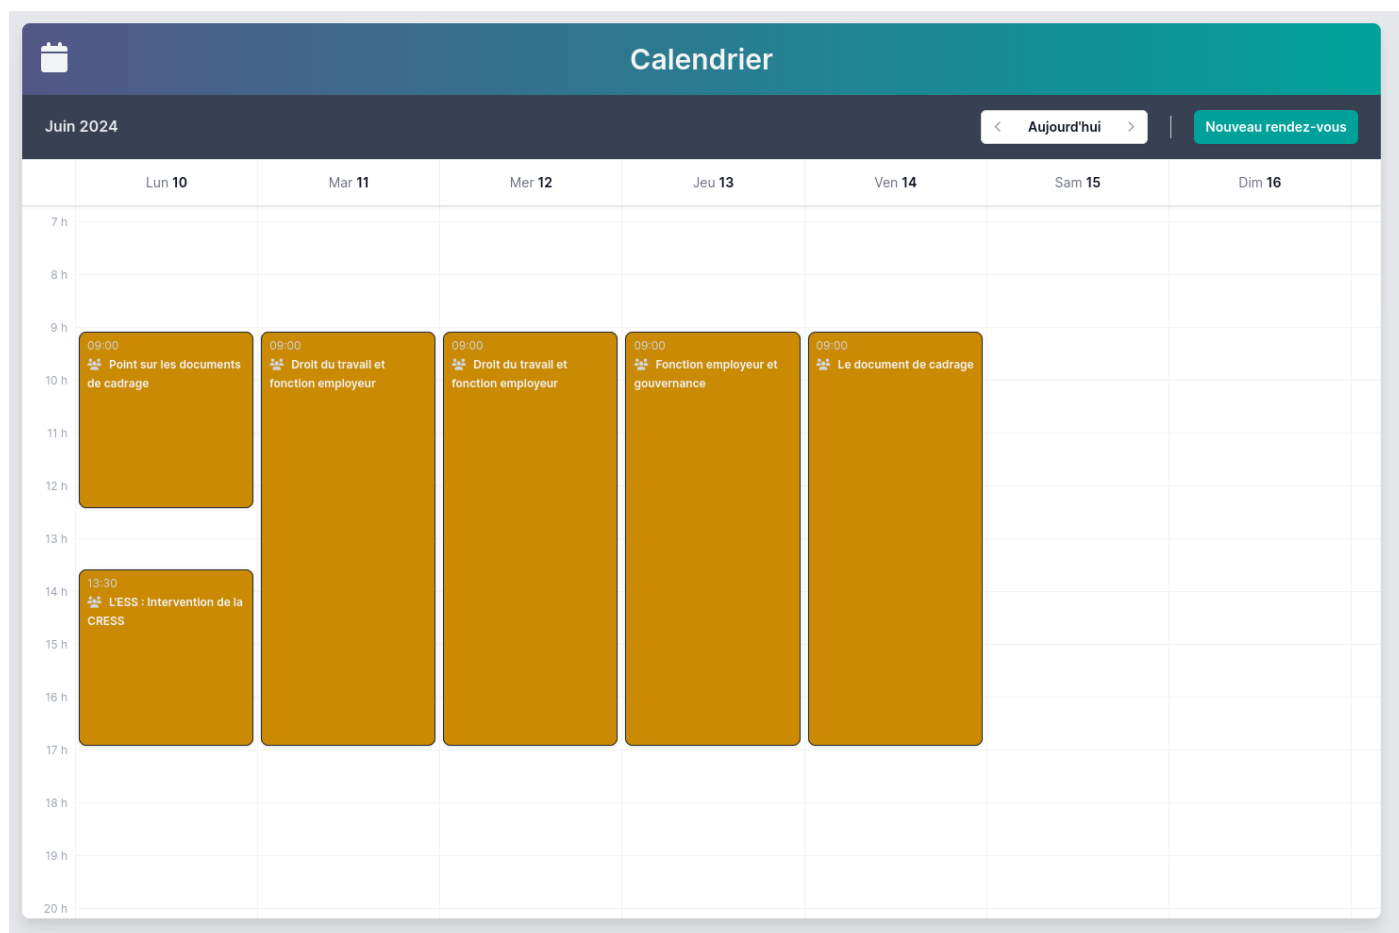 Calendrier
Juin 2024
Aujourd'hui
Nouveau rendez-vous
Lun 10
Mar 11
Mer 12
Jeu 13
Ven 14
Sam 15
Dim 16
7 h
8 h
9 h
10 h
11 h
12 h
13 h
14 h
15 h
16 h
17 h
18 h
19 h
20 h
09:00
Point sur les documents
de cadrage
13:30
L'ESS : Intervention de la
CRESS
09:00
Droit du travail et
fonction employeur
09:00
Droit du travail et
fonction employeur
09:00
Fonction employeur et
gouvernance
09:00
Le document de cadrage